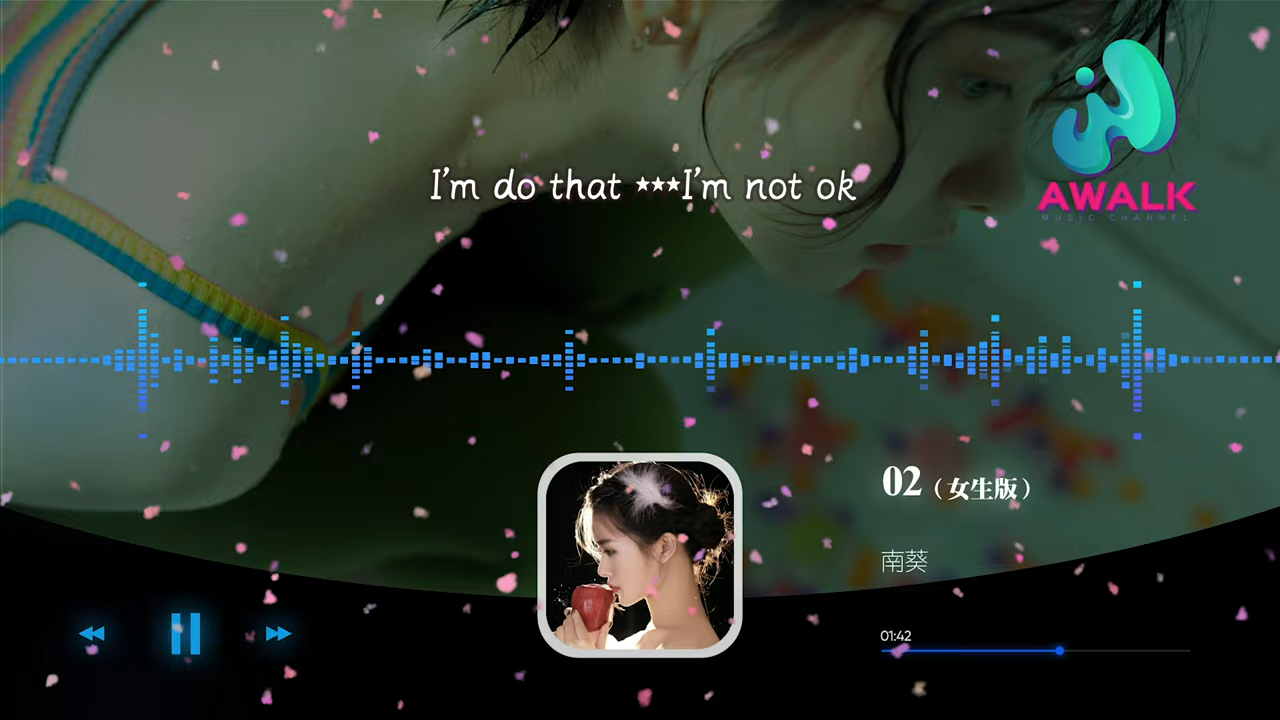 I'm do that ★★★I'm not ok
AWALK
MUSIC CHANNEL
02（女生版）
南葵
01:42